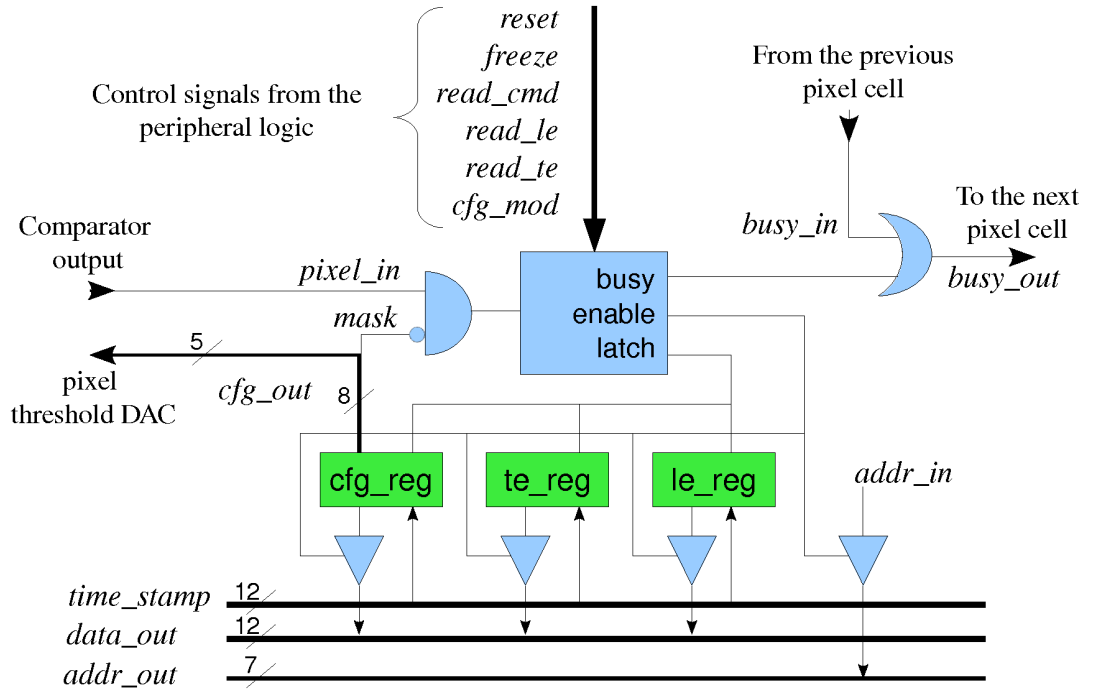 reset
freeze
read_cmd
read_le
read_te
cfg_mod
Control signals from the
peripheral logic
From the previous
pixel cell
To the next
pixel cell
busy_in
busy_out
Comparator
output
pixel_in
mask
busy
enable
latch
5
pixel
threshold DAC
cfg_out
8
cfg_reg
te_reg
le_reg
addr_in
time_stamp
12
data_out
12
addr_out
7